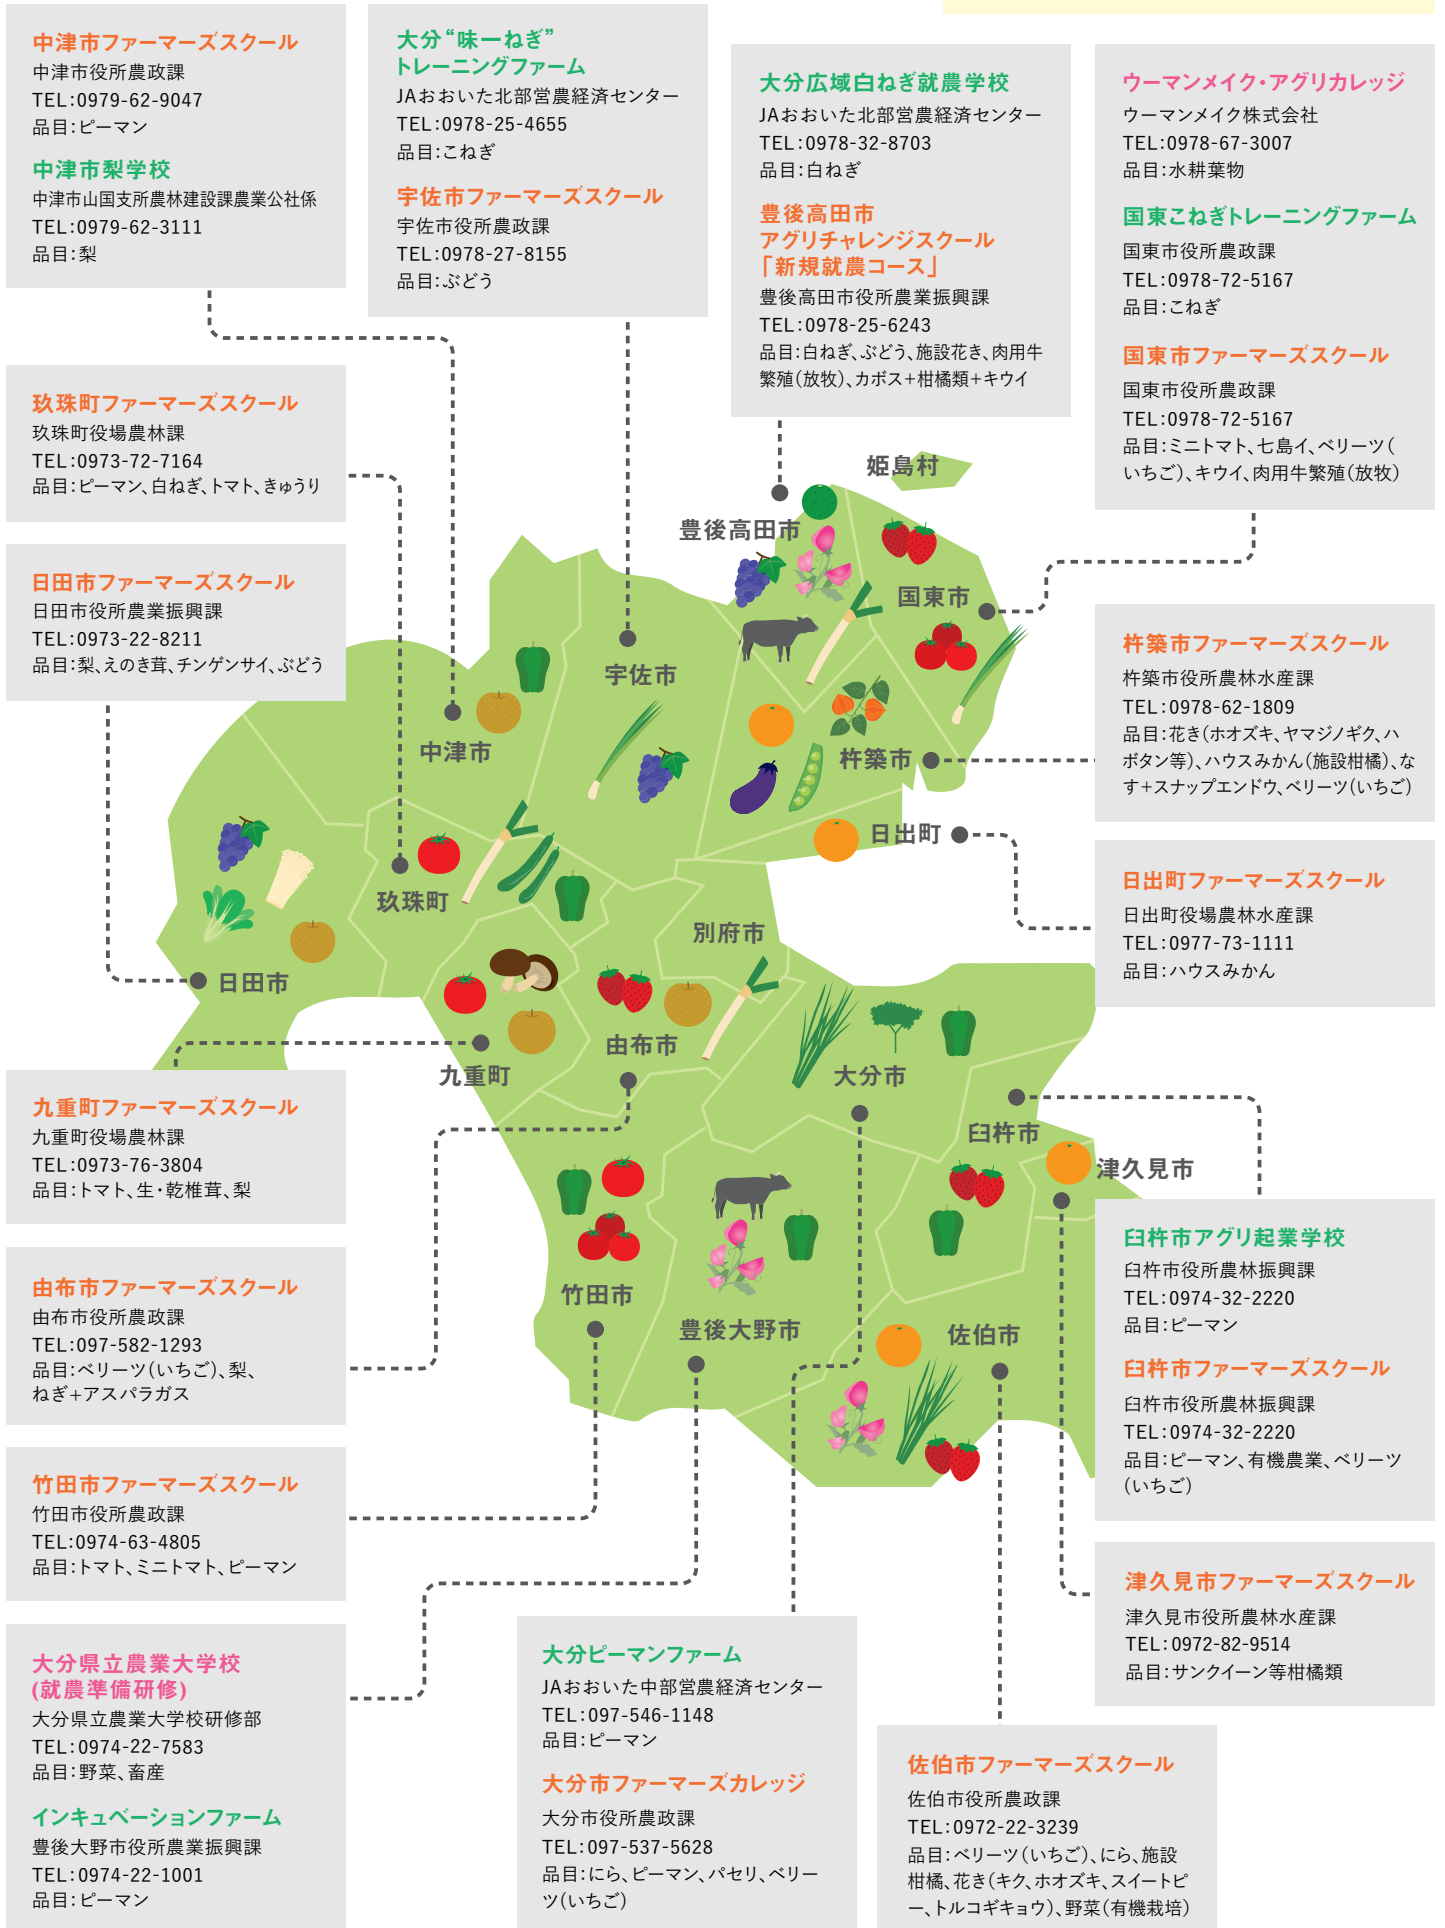 中津市ファーマーズスクール
中津市役所農政課
TEL:0979-62-9047
品目:ピーマン
中津市梨学校
中津市山国支所農林建設課農業公社係
TEL:0979-62-3111
品目:梨
大分“味一ねぎ”
トレーニングファーム
JAおおいた北部営農経済センター
TEL:0978-25-4655
品目:こねぎ
宇佐市ファーマーズスクール
宇佐市役所農政課
TEL:0978-27-8155
品目:ぶどう
大分広域白ねぎ就農学校
JAおおいた北部営農経済センター
TEL:0978-32-8703
品目:白ねぎ
豊後高田市
アグリチャレンジスクール
「新規就農コース」
豊後高田市役所農業振興課
TEL:0978-25-6243
品目:白ねぎ、ぶどう、施設花き、肉用牛
繁殖(放牧)、カボス+柑橘類+キウイ
ウーマンメイク・アグリカレッジ
ウーマンメイク株式会社
TEL:0978-67-3007
品目:水耕葉物
国東こねぎトレーニングファーム
国東市役所農政課
TEL:0978-72-5167
品目:こねぎ
国東市ファーマーズスクール
国東市役所農政課
TEL:0978-72-5167
品目:ミニトマト、七島イ、ベリーツ(
いちご)、キウイ、肉用牛繁殖(放牧)
玖珠町ファーマーズスクール
玖珠町役場農林課
TEL:0973-72-7164
品目:ピーマン、白ねぎ、トマト、きゅうり
日田市ファーマーズスクール
日田市役所農業振興課
TEL:0973-22-8211
品目:梨、えのき茸、チンゲンサイ、ぶどう
姫島村
豊後高田市
国東市
宇佐市
中津市
杵築市
日出町
玖珠町
別府市
日田市
由布市
九重町
大分市
臼杵市
津久見市
竹田市
豊後大野市
佐伯市
杵築市ファーマーズスクール
杵築市役所農林水産課
TEL:0978-62-1809
品目:花き(ホオズキ、ヤマジノギク、ハ
ボタン等)、ハウスみかん(施設柑橘)、な
す+スナップエンドウ、ベリーツ(いちご)
日出町ファーマーズスクール
日出町役場農林水産課
TEL:0977-73-1111
品目:ハウスみかん
九重町ファーマーズスクール
九重町役場農林課
TEL:0973-76-3804
品目:トマト、生・乾椎茸、梨
由布市ファーマーズスクール
由布市役所農政課
TEL:097-582-1293
品目:ベリーツ(いちご)、梨、
ねぎ+アスパラガス
竹田市ファーマーズスクール
竹田市役所農政課
TEL:0974-63-4805
品目:トマト、ミニトマト、ピーマン
大分県立農業大学校
(就農準備研修)
大分県立農業大学校研修部
TEL:0974-22-7583
品目:野菜、畜産
インキュベーションファーム
豊後大野市役所農業振興課
TEL:0974-22-1001
品目:ピーマン
大分ピーマンファーム
JAおおいた中部営農経済センター
TEL:097-546-1148
品目:ピーマン
大分市ファーマーズカレッジ
大分市役所農政課
TEL:097-537-5628
品目:にら、ピーマン、パセリ、ベリー
ツ(いちご)
臼杵市アグリ起業学校
臼杵市役所農林振興課
TEL:0974-32-2220
品目:ピーマン
臼杵市ファーマーズスクール
臼杵市役所農林振興課
TEL:0974-32-2220
品目:ピーマン、有機農業、ベリーツ
(いちご)
津久見市ファーマーズスクール
津久見市役所農林水産課
TEL:0972-82-9514
品目:サンクイーン等柑橘類
佐伯市ファーマーズスクール
佐伯市役所農政課
TEL:0972-22-3239
品目:ベリーツ(いちご)、にら、施設
柑橘、花き(キク、ホオズキ、スイートピ
ー、トルコギキョウ)、野菜(有機栽培)